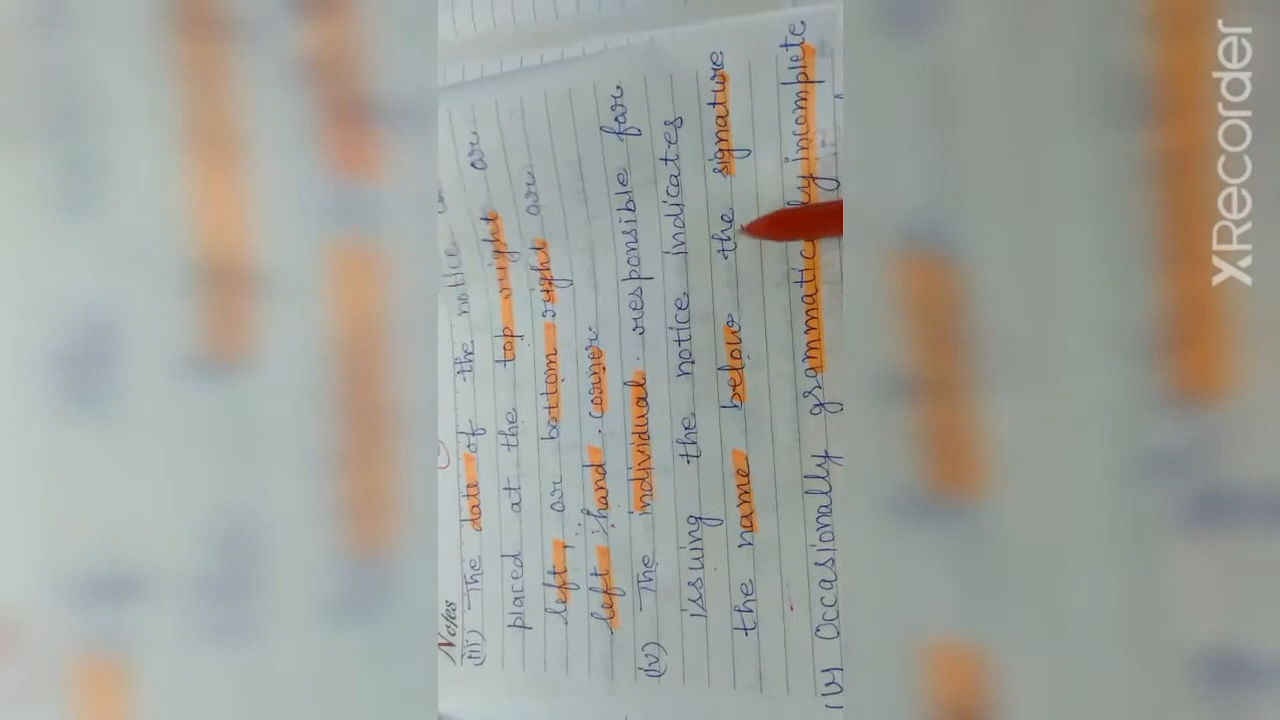 Notes
(ii) The date of the notice or
placed at the top right or
left, or bottom right or
left hand corner.
(iv) The individual responsible for
issuing the notice indicates
the name below the signature
(v) Occasionally grammatically incomplete
XRecorder